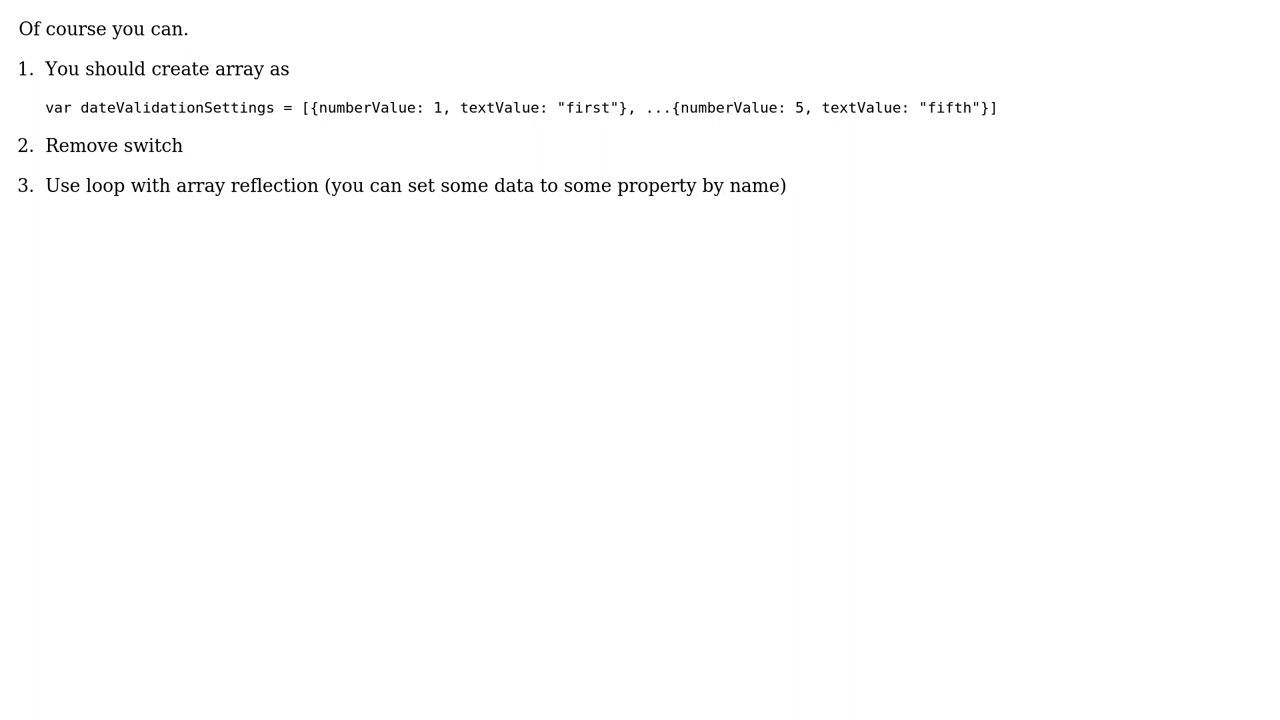 Of course you can.
1. You should create array as
var dateValidationSettings = [{numberValue: 1, textValue: "first"}, ...{numberValue: 5, textValue: "fifth"}]
2. Remove switch
3. Use loop with array reflection (you can set some data to some property by name)